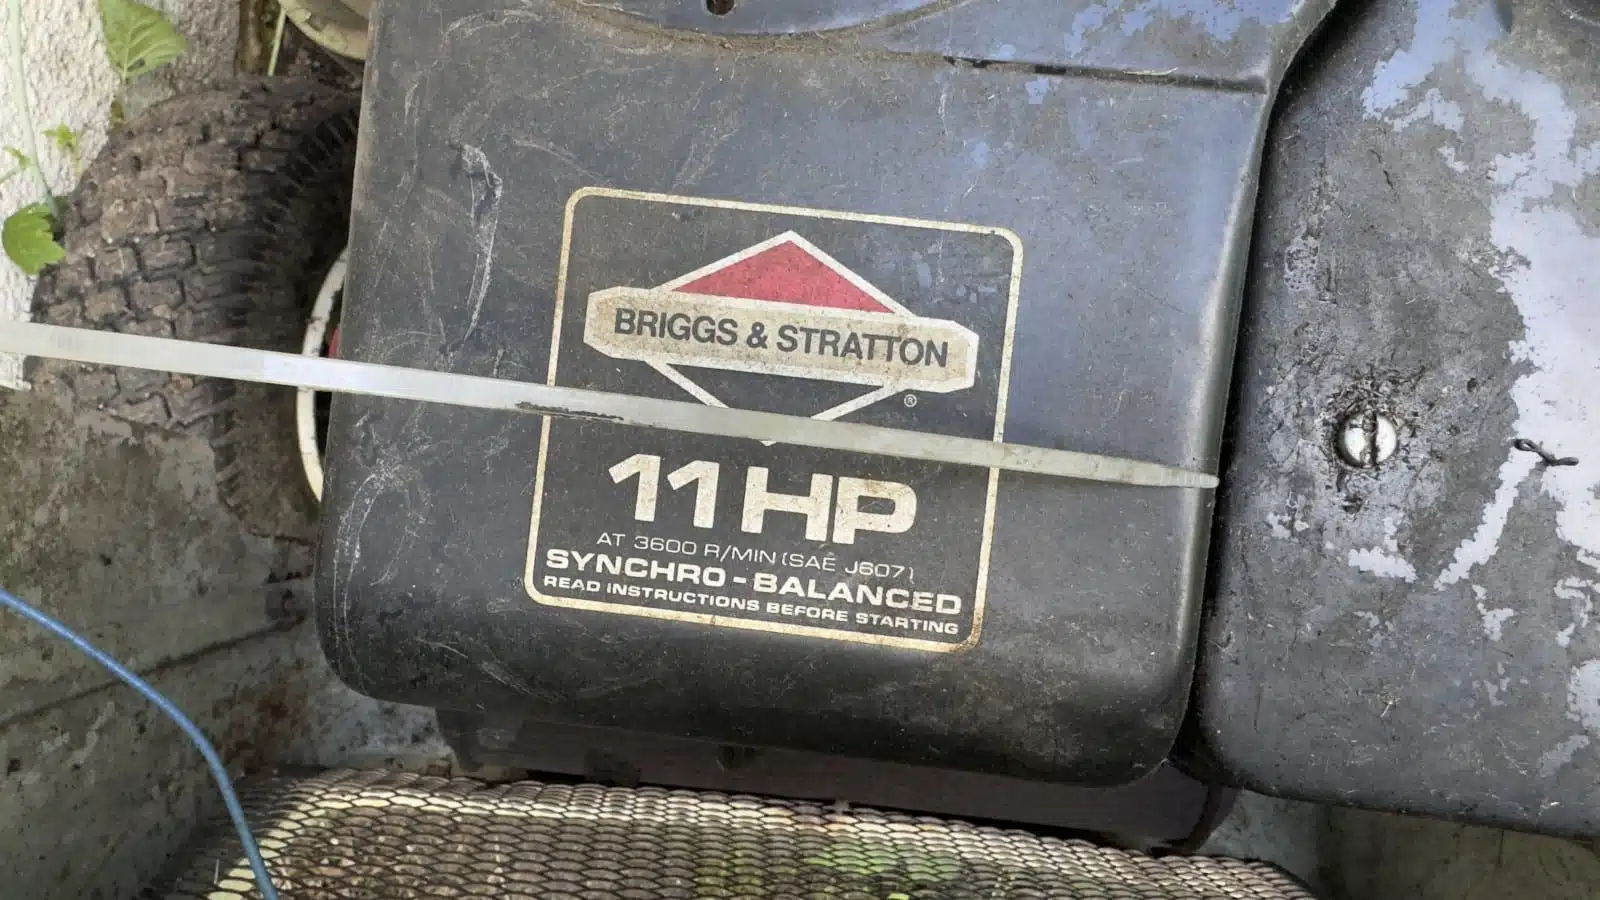 BRIGGS & STRATTON
®
11 HP
AT 3600 R/MIN (SAE J607)
SYNCHRO-BALANCED
READ INSTRUCTIONS BEFORE STARTING